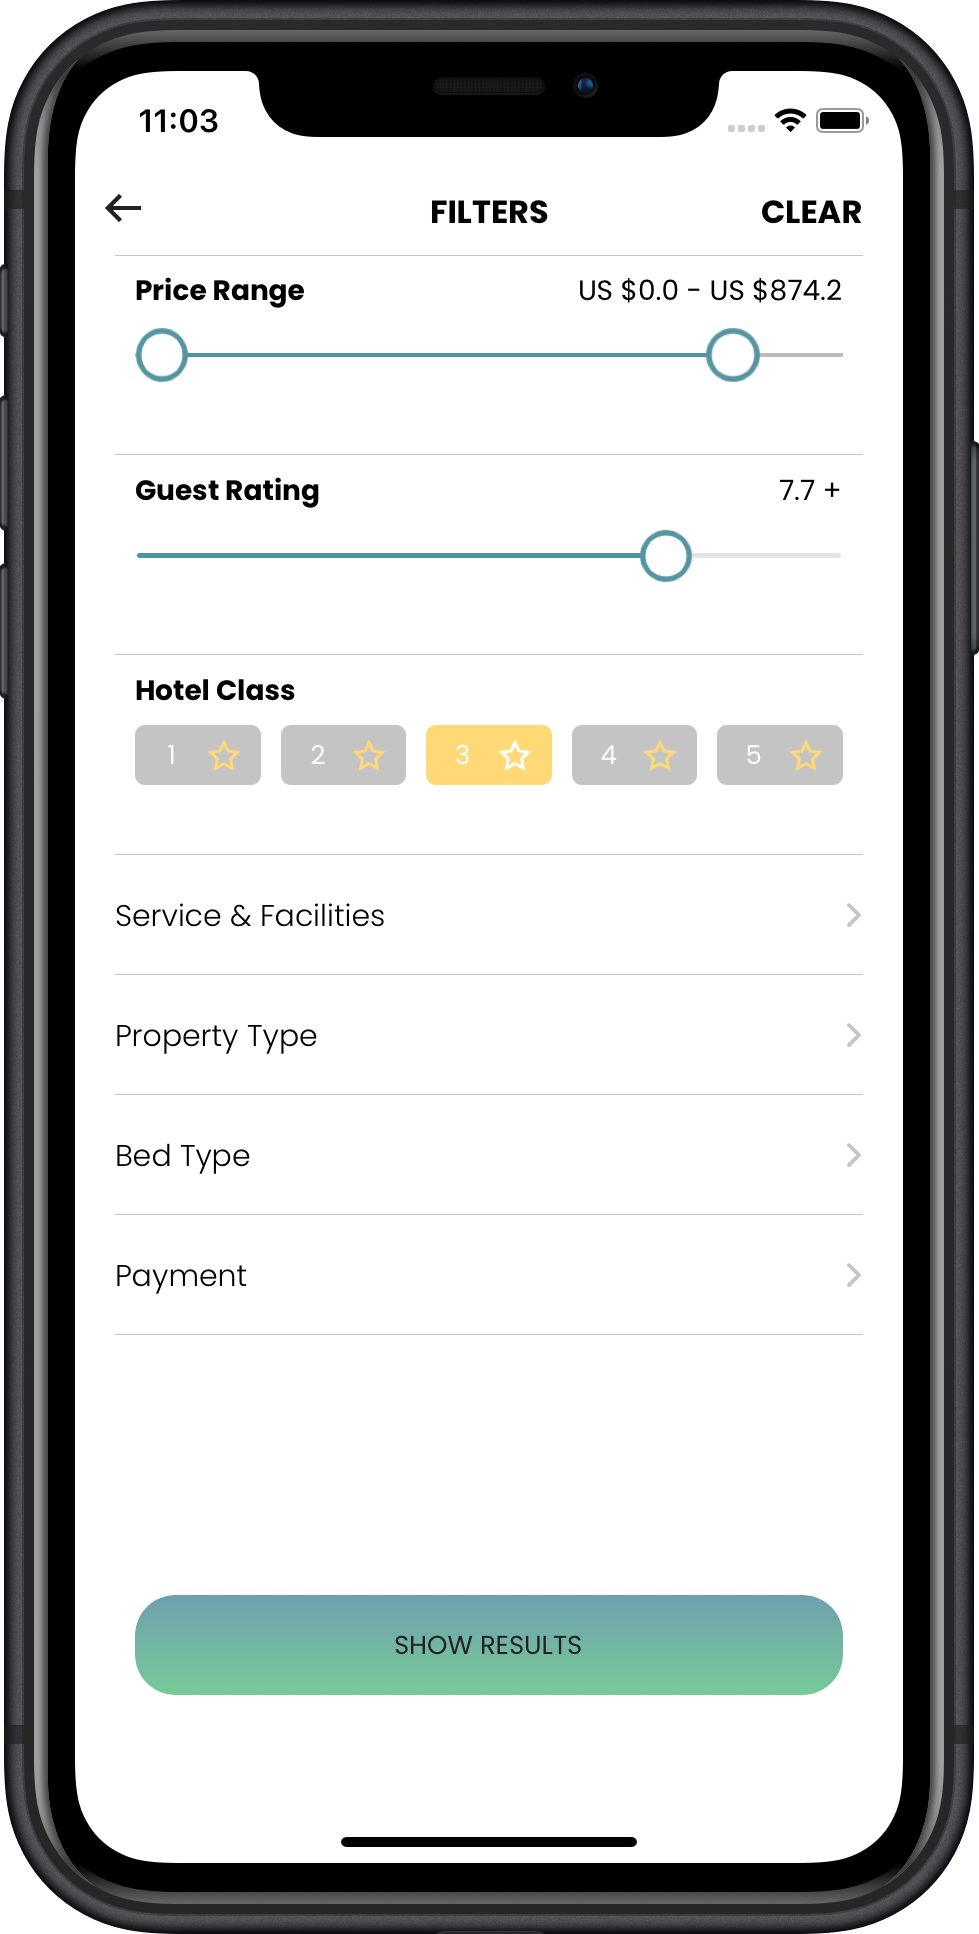 11:03
FILTERS CLEAR
Price Range US $0.0 - US $874.2
Guest Rating 7.7 +
Hotel Class
1 2 3 4 5
Service & Facilities
Property Type
Bed Type
Payment
SHOW RESULTS